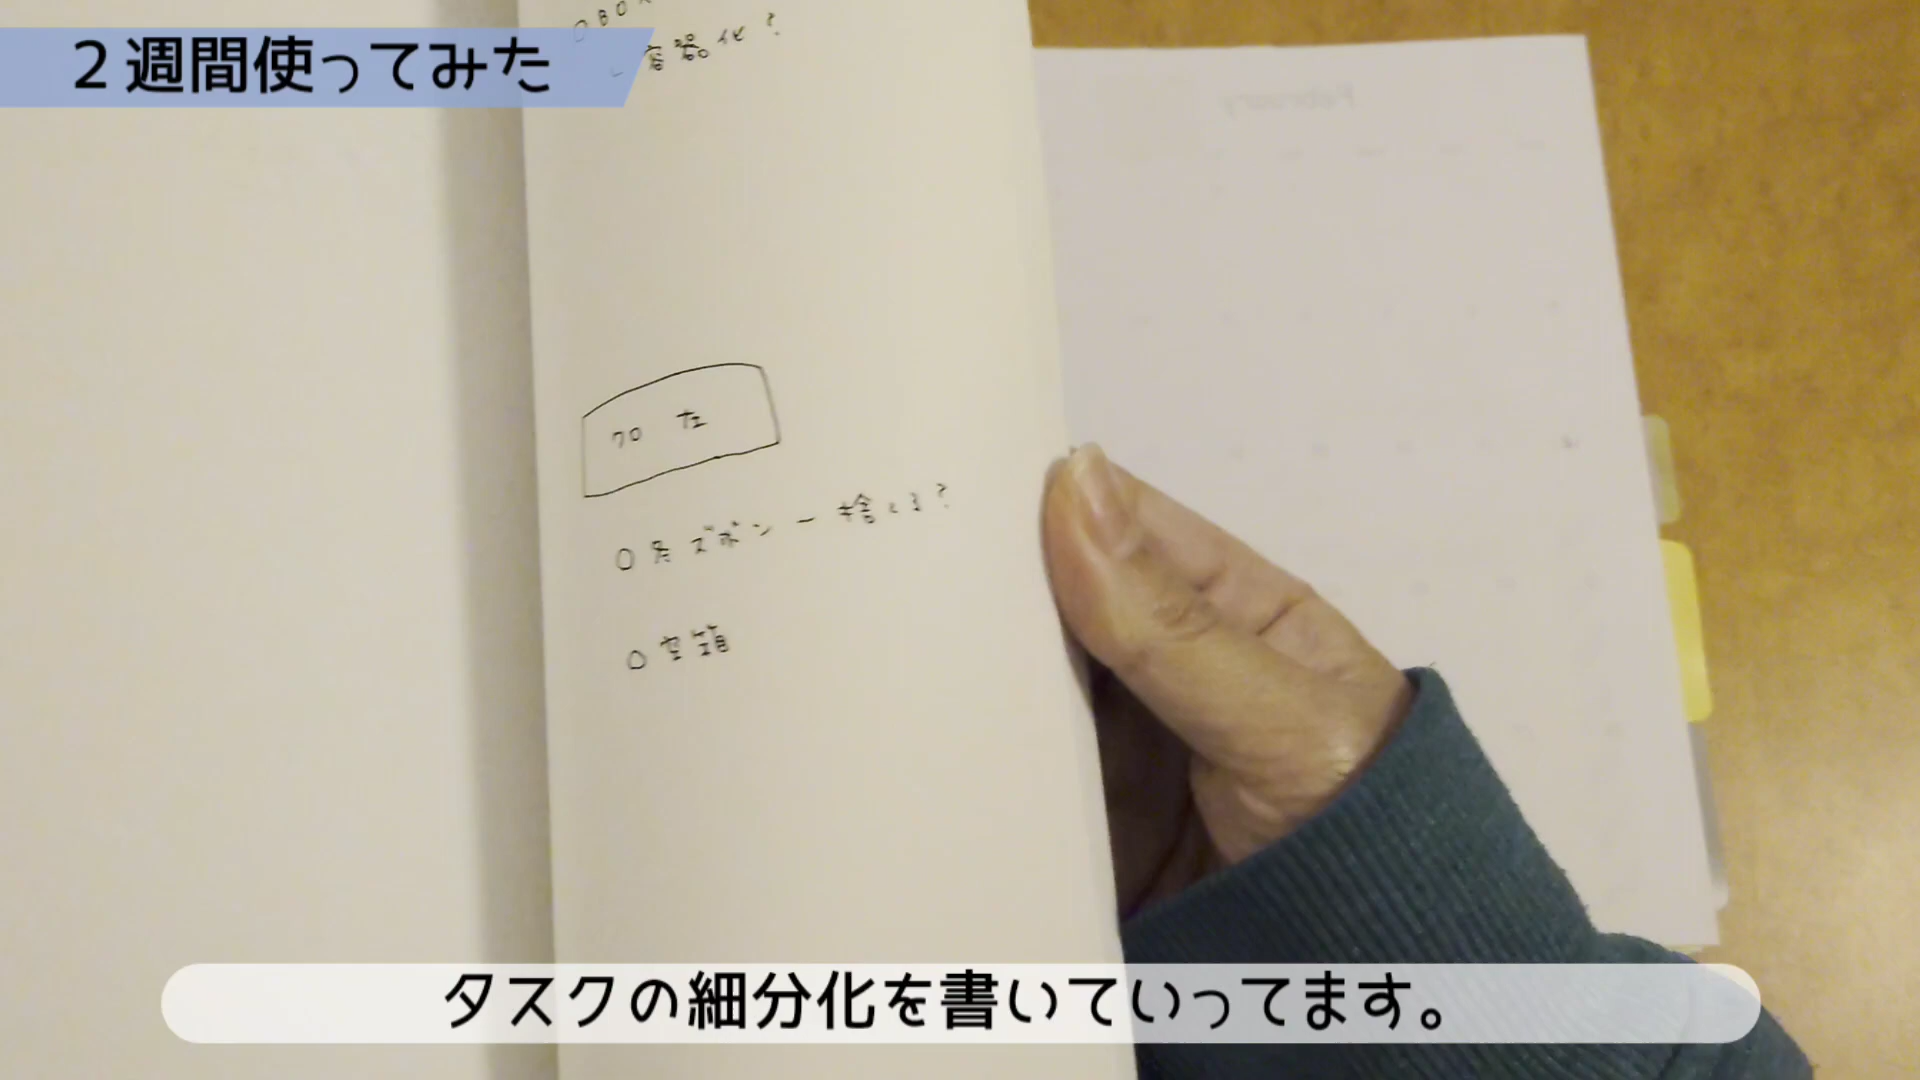 2週間使ってみた
OBOX
容器化?
クロ 左
○冬ズボンー捨てる?
○空箱
タスクの細分化を書いていってます。